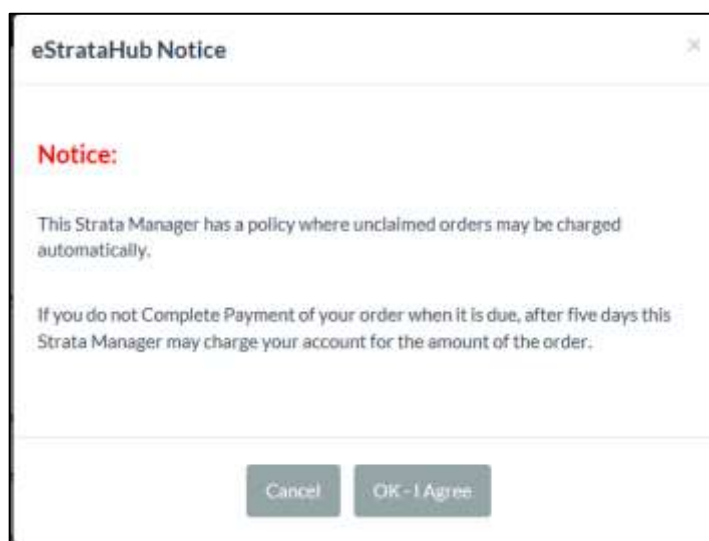 eStrataHub Notice
×
Notice:
This Strata Manager has a policy where unclaimed orders may be charged
automatically.
If you do not Complete Payment of your order when it is due, after five days this
Strata Manager may charge your account for the amount of the order.
Cancel
OK - I Agree